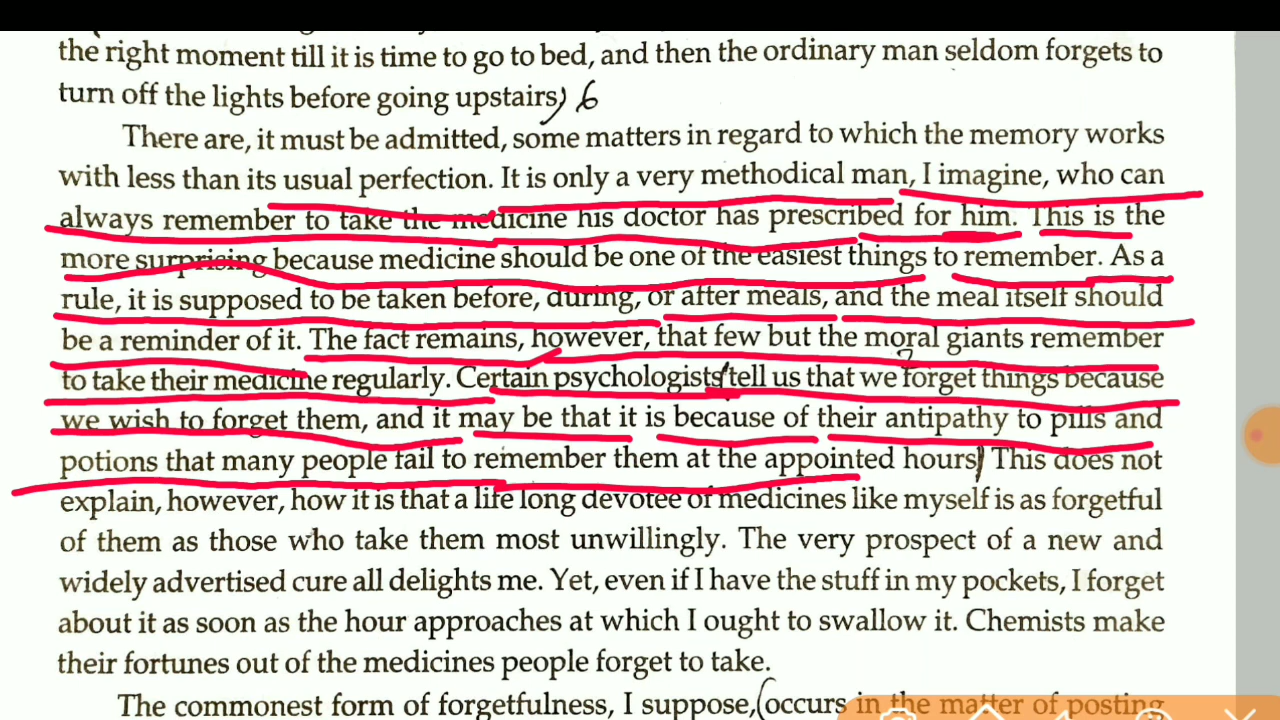 the right moment till it is time to go to bed, and then the ordinary man seldom forgets to
turn off the lights before going upstairs) 6
There are, it must be admitted, some matters in regard to which the memory works
with less than its usual perfection. It is only a very methodical man, I imagine, who can
always remember to take the medicine his doctor has prescribed for him. This is the
more surprising because medicine should be one of the easiest things to remember. As a
rule, it is supposed to be taken before, during, or after meals, and the meal itself should
be a reminder of it. The fact remains, however, that few but the moral giants remember
to take their medicine regularly. Certain psychologists tell us that we forget things because
we wish to forget them, and it may be that it is because of their antipathy to pills and
potions that many people fail to remember them at the appointed hours. This does not
explain, however, how it is that a life long devotee of medicines like myself is as forgetful
of them as those who take them most unwillingly. The very prospect of a new and
widely advertised cure all delights me. Yet, even if I have the stuff in my pockets, I forget
about it as soon as the hour approaches at which I ought to swallow it. Chemists make
their fortunes out of the medicines people forget to take.
The commonest form of forgetfulness, I suppose, (occurs in the matter of posting